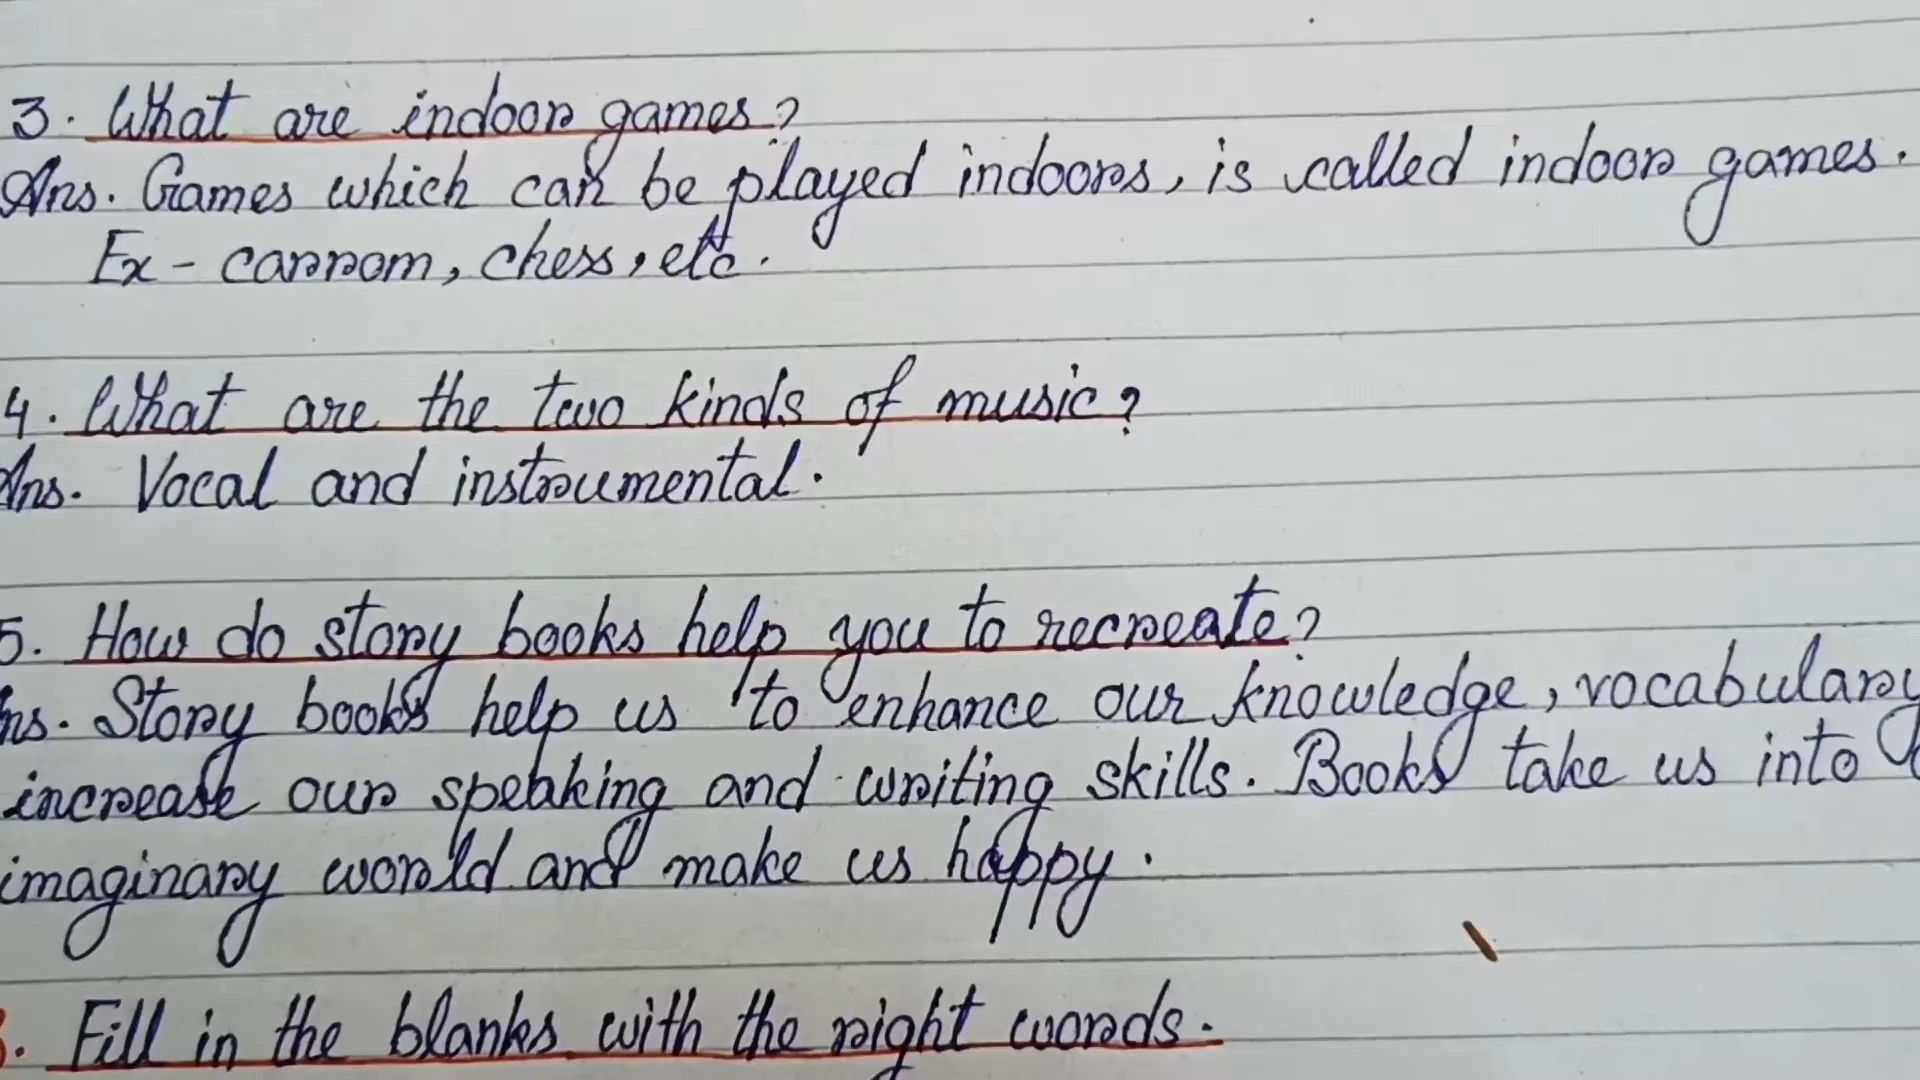 3. What are indoor games?
Ans. Games which can be played indoors, is called indoor games.
Ex - carrom, chess, etc.
4. What are the two kinds of music?
Ans. Vocal and instrumental.
5. How do story books help you to recreate?
Ans. Story books help us to enhance our knowledge, vocabulary
increase our speaking and writing skills. Books take us into
imaginary world and make us happy.
Fill in the blanks with the right words.